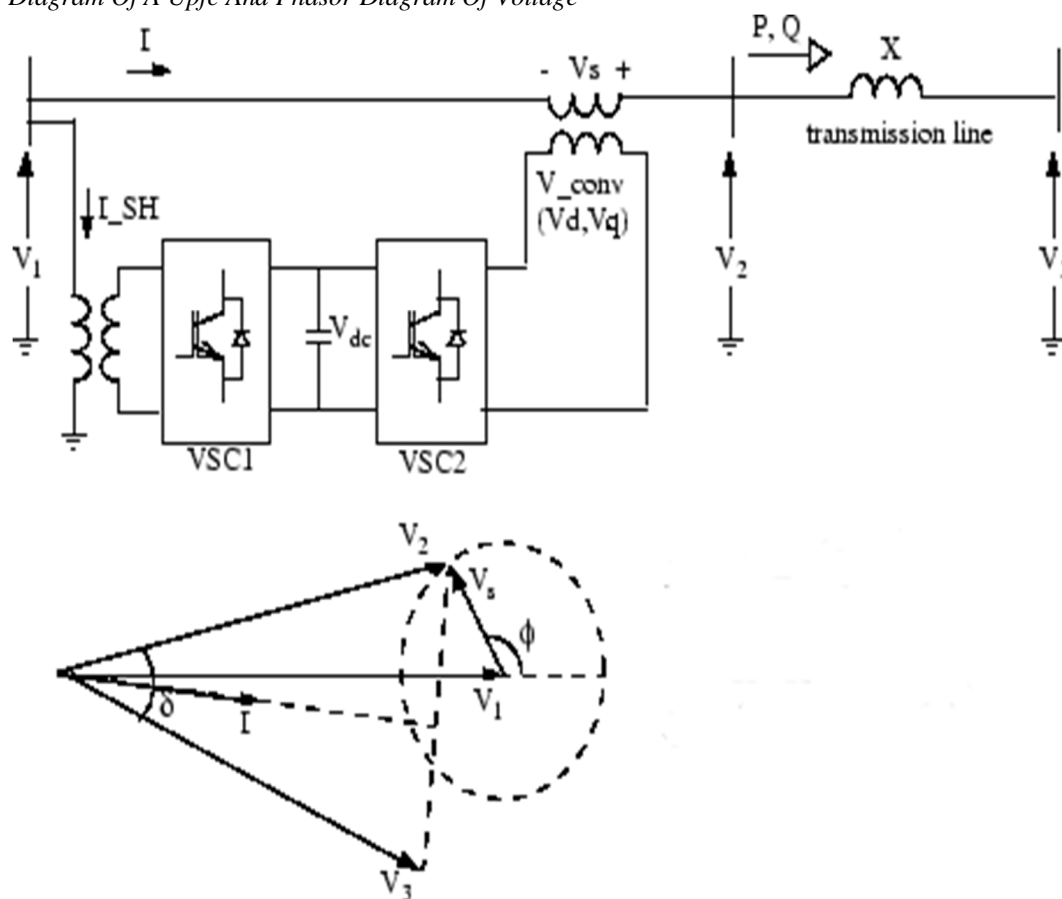 Diagram Of A Upfc And Phasor Diagram Of Voltage
I
- Vs +
P, Q
X
transmission line
V_conv
(Vd,Vq)
I_SH
V1
V2
V
Vdc
VSC1
VSC2
V2
Vs
ϕ
V1
δ
I
V3